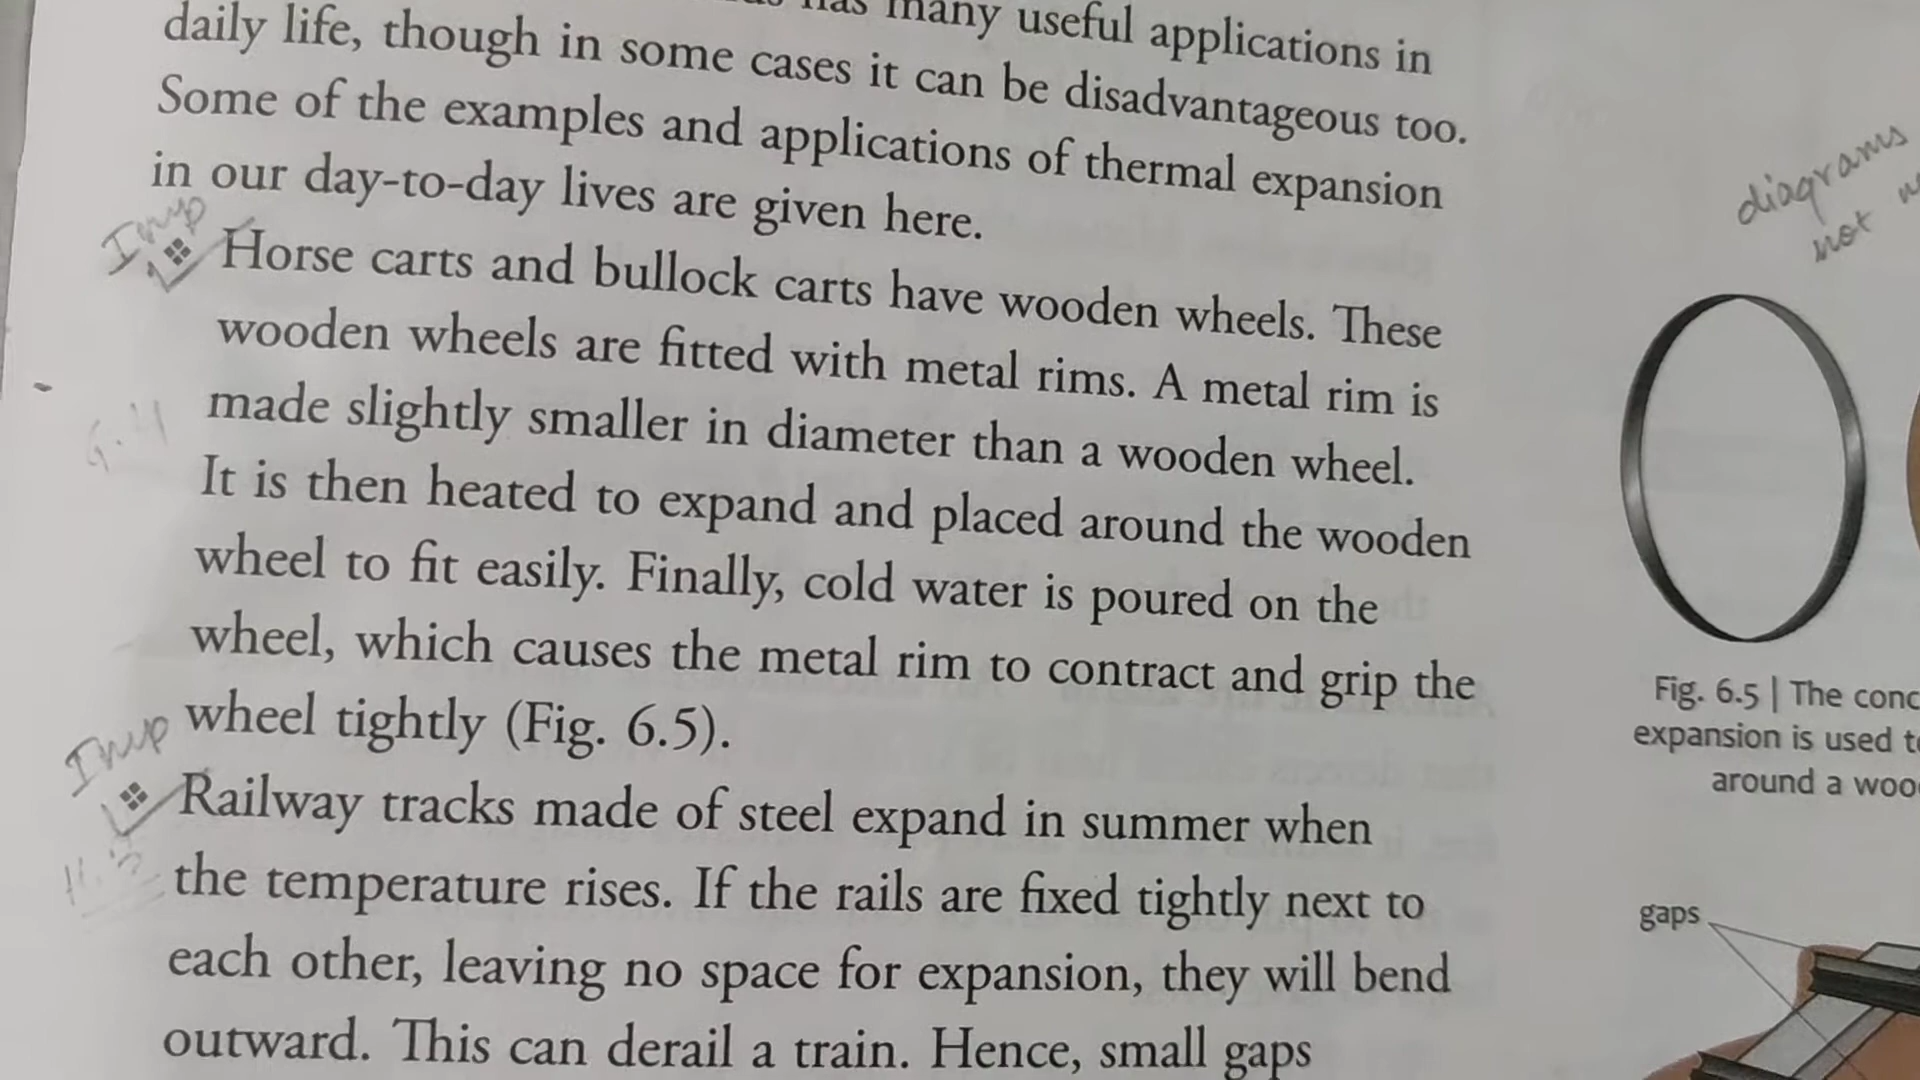 has many useful applications in
daily life, though in some cases it can be disadvantageous too.
Some of the examples and applications of thermal expansion
in our day-to-day lives are given here.
Imp
❖ Horse carts and bullock carts have wooden wheels. These
wooden wheels are fitted with metal rims. A metal rim is
made slightly smaller in diameter than a wooden wheel.
It is then heated to expand and placed around the wooden
wheel to fit easily. Finally, cold water is poured on the
wheel, which causes the metal rim to contract and grip the
wheel tightly (Fig. 6.5).
Imp
❖ Railway tracks made of steel expand in summer when
the temperature rises. If the rails are fixed tightly next to
each other, leaving no space for expansion, they will bend
outward. This can derail a train. Hence, small gaps
diagrams
not
Fig. 6.5 | The conc
expansion is used t
around a woo
gaps